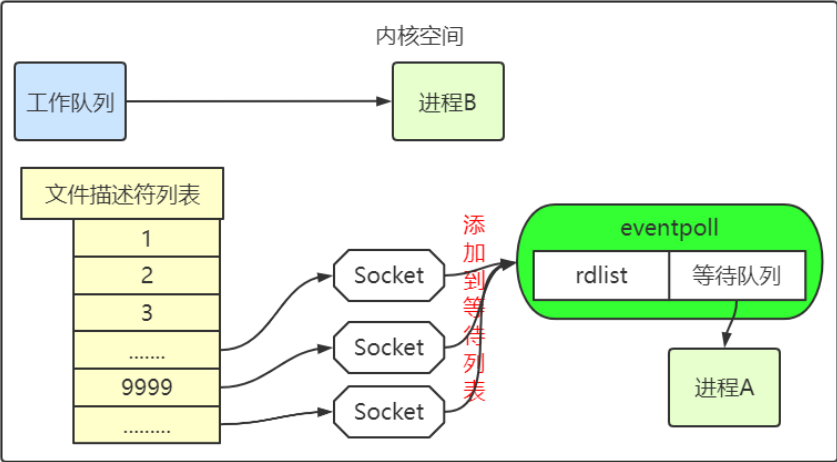 内核空间
工作队列
进程B
文件描述符列表
1
2
3
.......
9999
.........
Socket
Socket
Socket
添加到等待列表
eventpoll
rdlist
等待队列
进程A